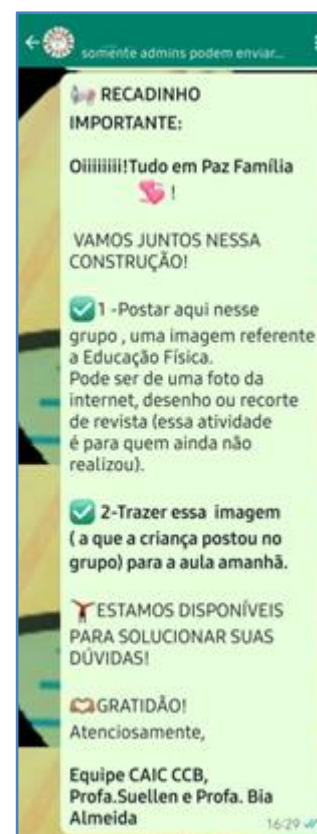 somente admins podem enviar...
RECADINHO
IMPORTANTE:
Oiiiiiiii!Tudo em Paz Família
!
VAMOS JUNTOS NESSA
CONSTRUÇÃO!
✅1 -Postar aqui nesse
grupo , uma imagem referente
a Educação Física.
Pode ser de uma foto da
internet, desenho ou recorte
de revista (essa atividade
é para quem ainda não
realizou).
✅ 2-Trazer essa imagem
( a que a criança postou no
grupo) para a aula amanhã.
ESTAMOS DISPONÍVEIS
PARA SOLUCIONAR SUAS
DÚVIDAS!
GRATIDÃO!
Atenciosamente,
Equipe CAIC CCB,
Profa.Suellen e Profa. Bia
Almeida
16:29